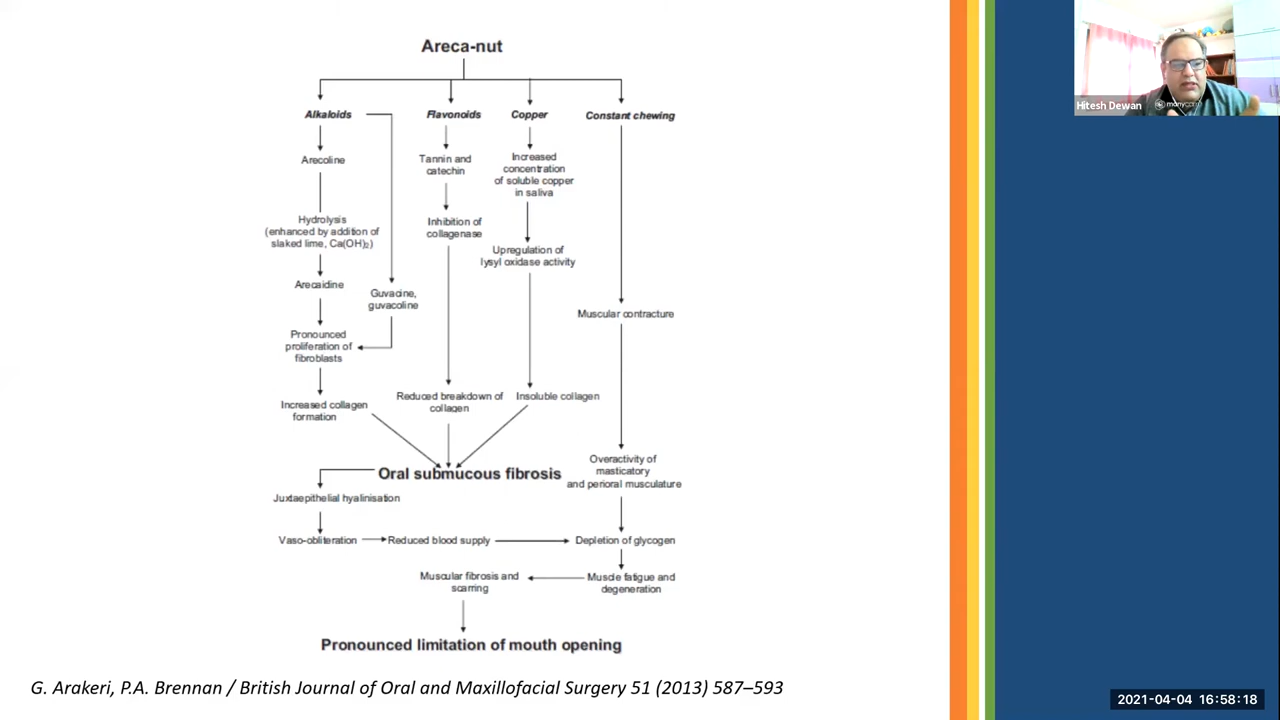 Areca-nut
Alkaloids
Flavonoids
Copper
Constant chewing
Arecoline
Tannin and
catechin
Increased
concentration
of soluble copper
in saliva
Hydrolysis
(enhanced by addition of
slaked lime, Ca(OH)₂)
Inhibition of
collagenase
Upregulation of
lysyl oxidase activity
Arecaidine
Guvacine,
guvacoline
Muscular contracture
Pronounced
proliferation of
fibroblasts
Increased collagen
formation
Reduced breakdown of
collagen
Insoluble collagen
Oral submucous fibrosis
Overactivity of
masticatory
and perioral musculature
Juxtaepithelial hyalinisation
Vaso-obliteration
Reduced blood supply
Depletion of glycogen
Muscular fibrosis and
scarring
Muscle fatigue and
degeneration
Pronounced limitation of mouth opening
G. Arakeri, P.A. Brennan / British Journal of Oral and Maxillofacial Surgery 51 (2013) 587–593
Hitesh Dewan
2021-04-04 16:58:18